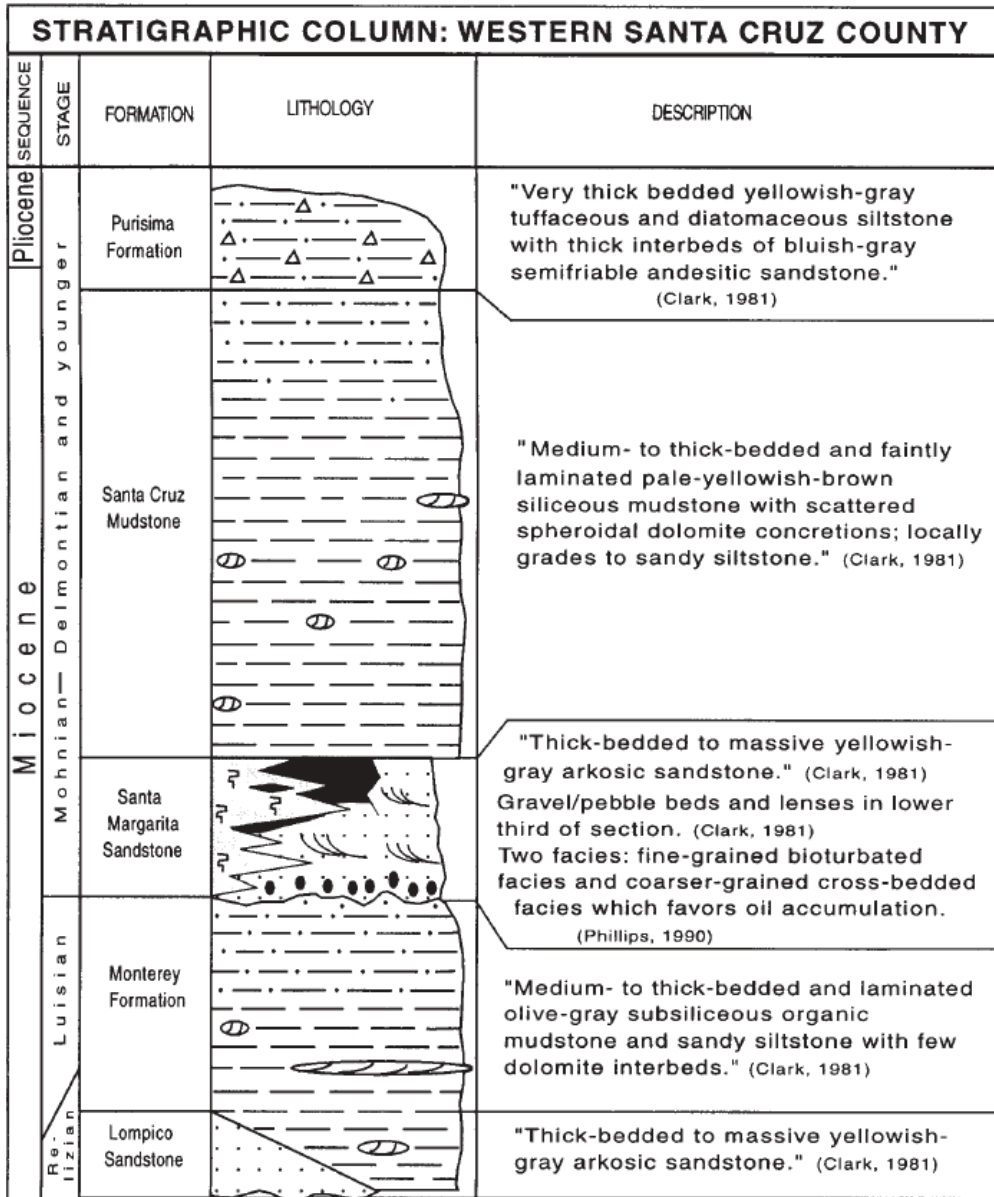 STRATIGRAPHIC COLUMN: WESTERN SANTA CRUZ COUNTY
SEQUENCE
STAGE
FORMATION
LITHOLOGY
DESCRIPTION
Pliocene
Miocene
Mohnian— Delmontian and younger
Luisian
Re-
lizian
Purisima
Formation
"Very thick bedded yellowish-gray
tuffaceous and diatomaceous siltstone
with thick interbeds of bluish-gray
semifriable andesitic sandstone."
(Clark, 1981)
Santa Cruz
Mudstone
"Medium- to thick-bedded and faintly
laminated pale-yellowish-brown
siliceous mudstone with scattered
spheroidal dolomite concretions; locally
grades to sandy siltstone." (Clark, 1981)
Santa
Margarita
Sandstone
"Thick-bedded to massive yellowish-
gray arkosic sandstone." (Clark, 1981)
Gravel/pebble beds and lenses in lower
third of section. (Clark, 1981)
Two facies: fine-grained bioturbated
facies and coarser-grained cross-bedded
facies which favors oil accumulation.
(Phillips, 1990)
Monterey
Formation
"Medium- to thick-bedded and laminated
olive-gray subsiliceous organic
mudstone and sandy siltstone with few
dolomite interbeds." (Clark, 1981)
Lompico
Sandstone
"Thick-bedded to massive yellowish-
gray arkosic sandstone." (Clark, 1981)